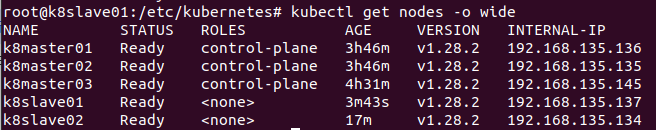 root@k8slave01:/etc/kubernetes# kubectl get nodes -o wide
NAME STATUS ROLES AGE VERSION INTERNAL-IP
k8master01 Ready control-plane 3h46m v1.28.2 192.168.135.136
k8master02 Ready control-plane 3h46m v1.28.2 192.168.135.135
k8master03 Ready control-plane 4h31m v1.28.2 192.168.135.145
k8slave01 Ready <none> 3m43s v1.28.2 192.168.135.137
k8slave02 Ready <none> 17m v1.28.2 192.168.135.134